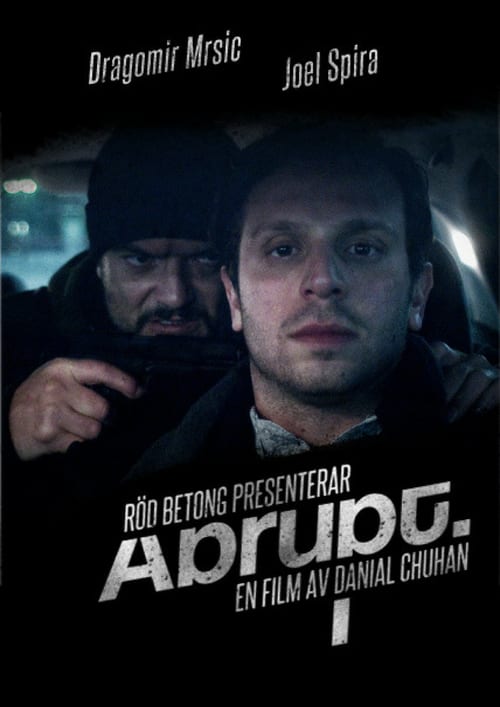 Dragomir Mrsic
Joel Spira
RÖD BETONG PRESENTERAR
Abrupt.
EN FILM AV DANIAL CHUHAN